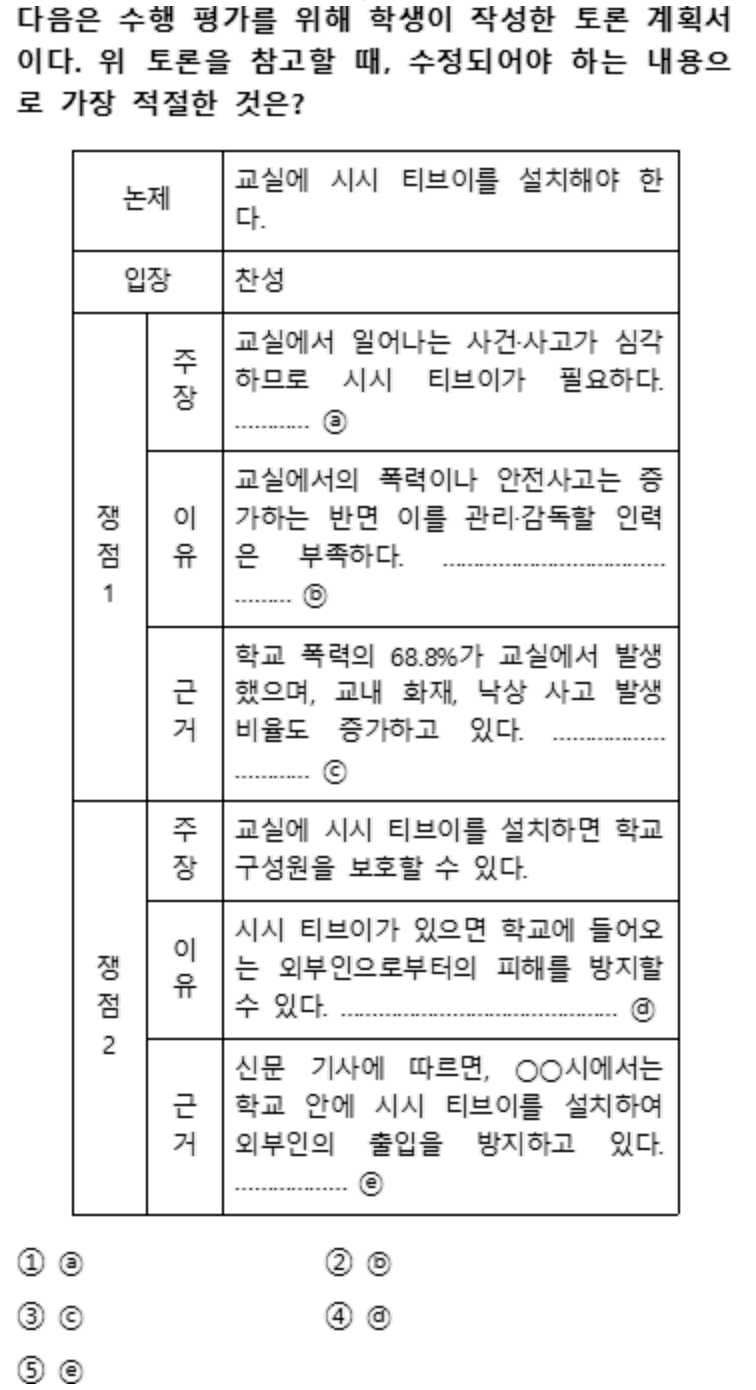 다음은 수행 평가를 위해 학생이 작성한 토론 계획서
이다. 위 토론을 참고할 때, 수정되어야 하는 내용으
로 가장 적절한 것은?
논제
교실에 시시 티브이를 설치해야 한
다.
입장
찬성
쟁점1
주장
교실에서 일어나는 사건·사고가 심각
하므로 시시 티브이가 필요하다.
············ ⓐ
이유
교실에서의 폭력이나 안전사고는 증
가하는 반면 이를 관리·감독할 인력
은 부족하다. ····································
········· ⓑ
근거
학교 폭력의 68.8%가 교실에서 발생
했으며, 교내 화재, 낙상 사고 발생
비율도 증가하고 있다. ··················
············ ⓒ
쟁점2
주장
교실에 시시 티브이를 설치하면 학교
구성원을 보호할 수 있다.
이유
시시 티브이가 있으면 학교에 들어오
는 외부인으로부터의 피해를 방지할
수 있다. ············································ ⓓ
근거
신문 기사에 따르면, ○○시에서는
학교 안에 시시 티브이를 설치하여
외부인의 출입을 방지하고 있다.
·················· ⓔ
① ⓐ ② ⓑ
③ ⓒ ④ ⓓ
⑤ ⓔ